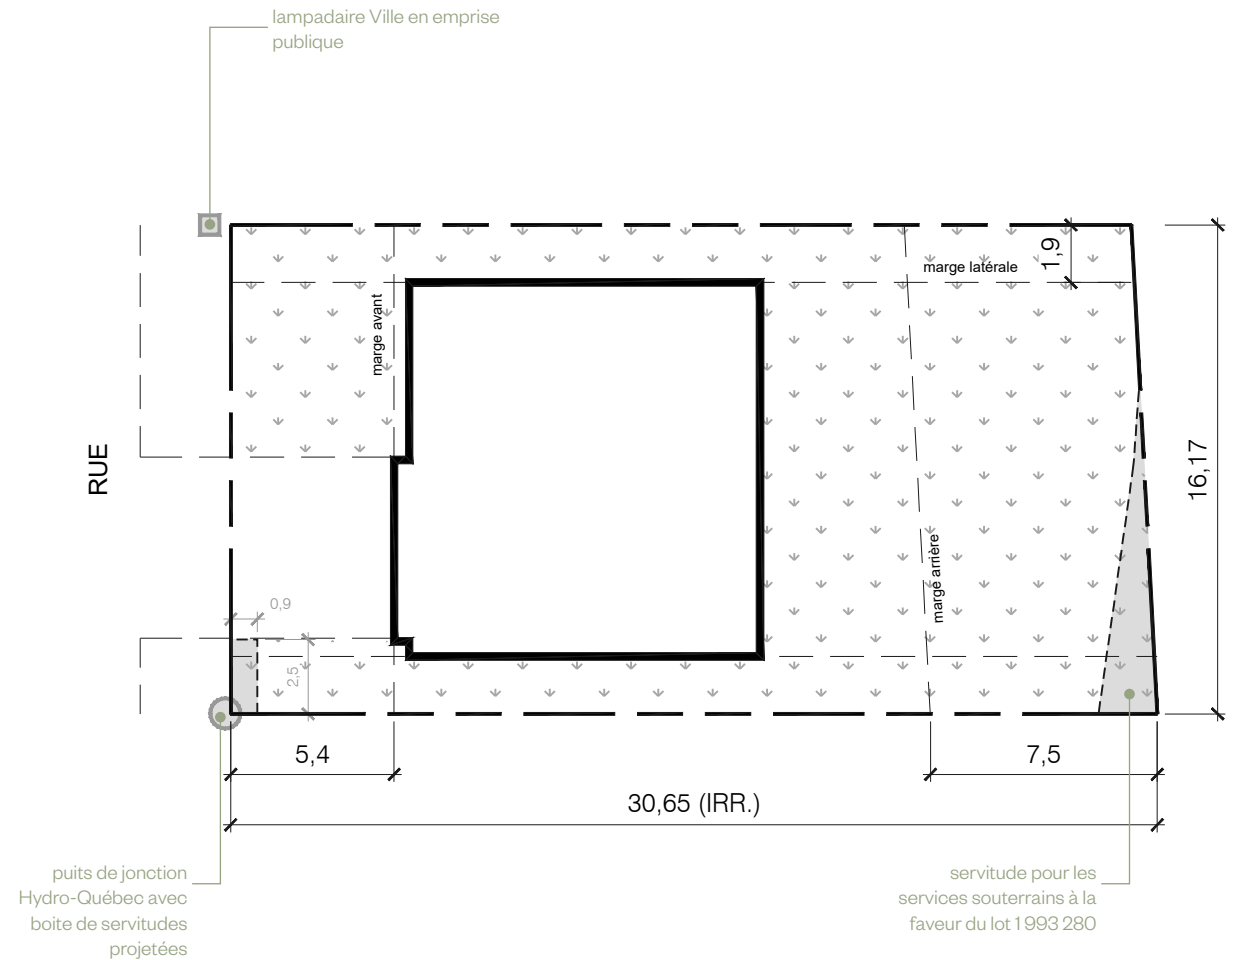 lampadaire Ville en emprise
publique
marge latérale
1,9
marge avant
RUE
16,17
marge arrière
0,9
2,5
5,4
7,5
30,65 (IRR.)
puits de jonction
Hydro-Québec avec
boite de servitudes
projetées
servitude pour les
services souterrains à la
faveur du lot 1 993 280